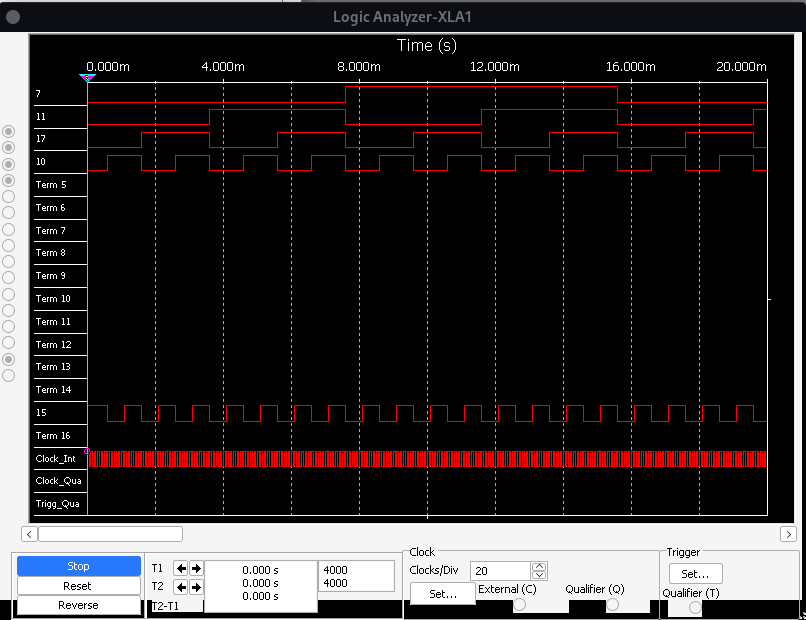 Logic Analyzer-XLA1
Time (s)
0.000m 4.000m 8.000m 12.000m 16.000m 20.000m
7
11
17
10
Term 5
Term 6
Term 7
Term 8
Term 9
Term 10
Term 11
Term 12
Term 13
Term 14
15
Term 16
Clock_Int
Clock_Qua
Trigg_Qua
Stop
Reset
Reverse
T1 0.000 s 4000
T2 0.000 s 4000
T2-T1 0.000 s
Clock
Clocks/Div 20
Set... External (C) Qualifier (Q)
Trigger
Set...
Qualifier (T)